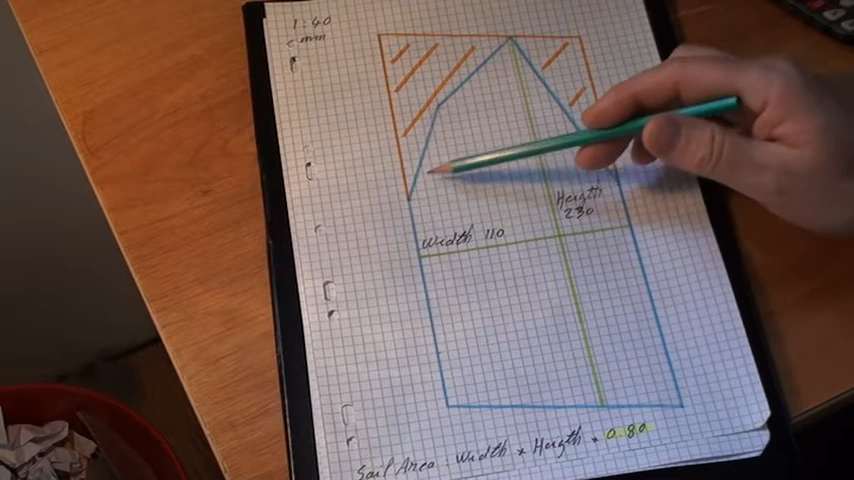 1:40
cmm
Heigth
230
Width 110
Sail Area : Width * Heigth * 0.80